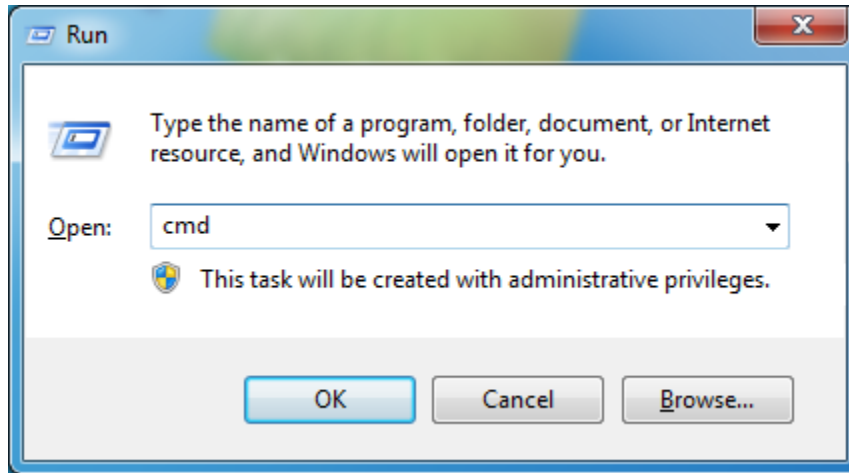 Run
Type the name of a program, folder, document, or Internet
resource, and Windows will open it for you.
Open: cmd
This task will be created with administrative privileges.
OK Cancel Browse...